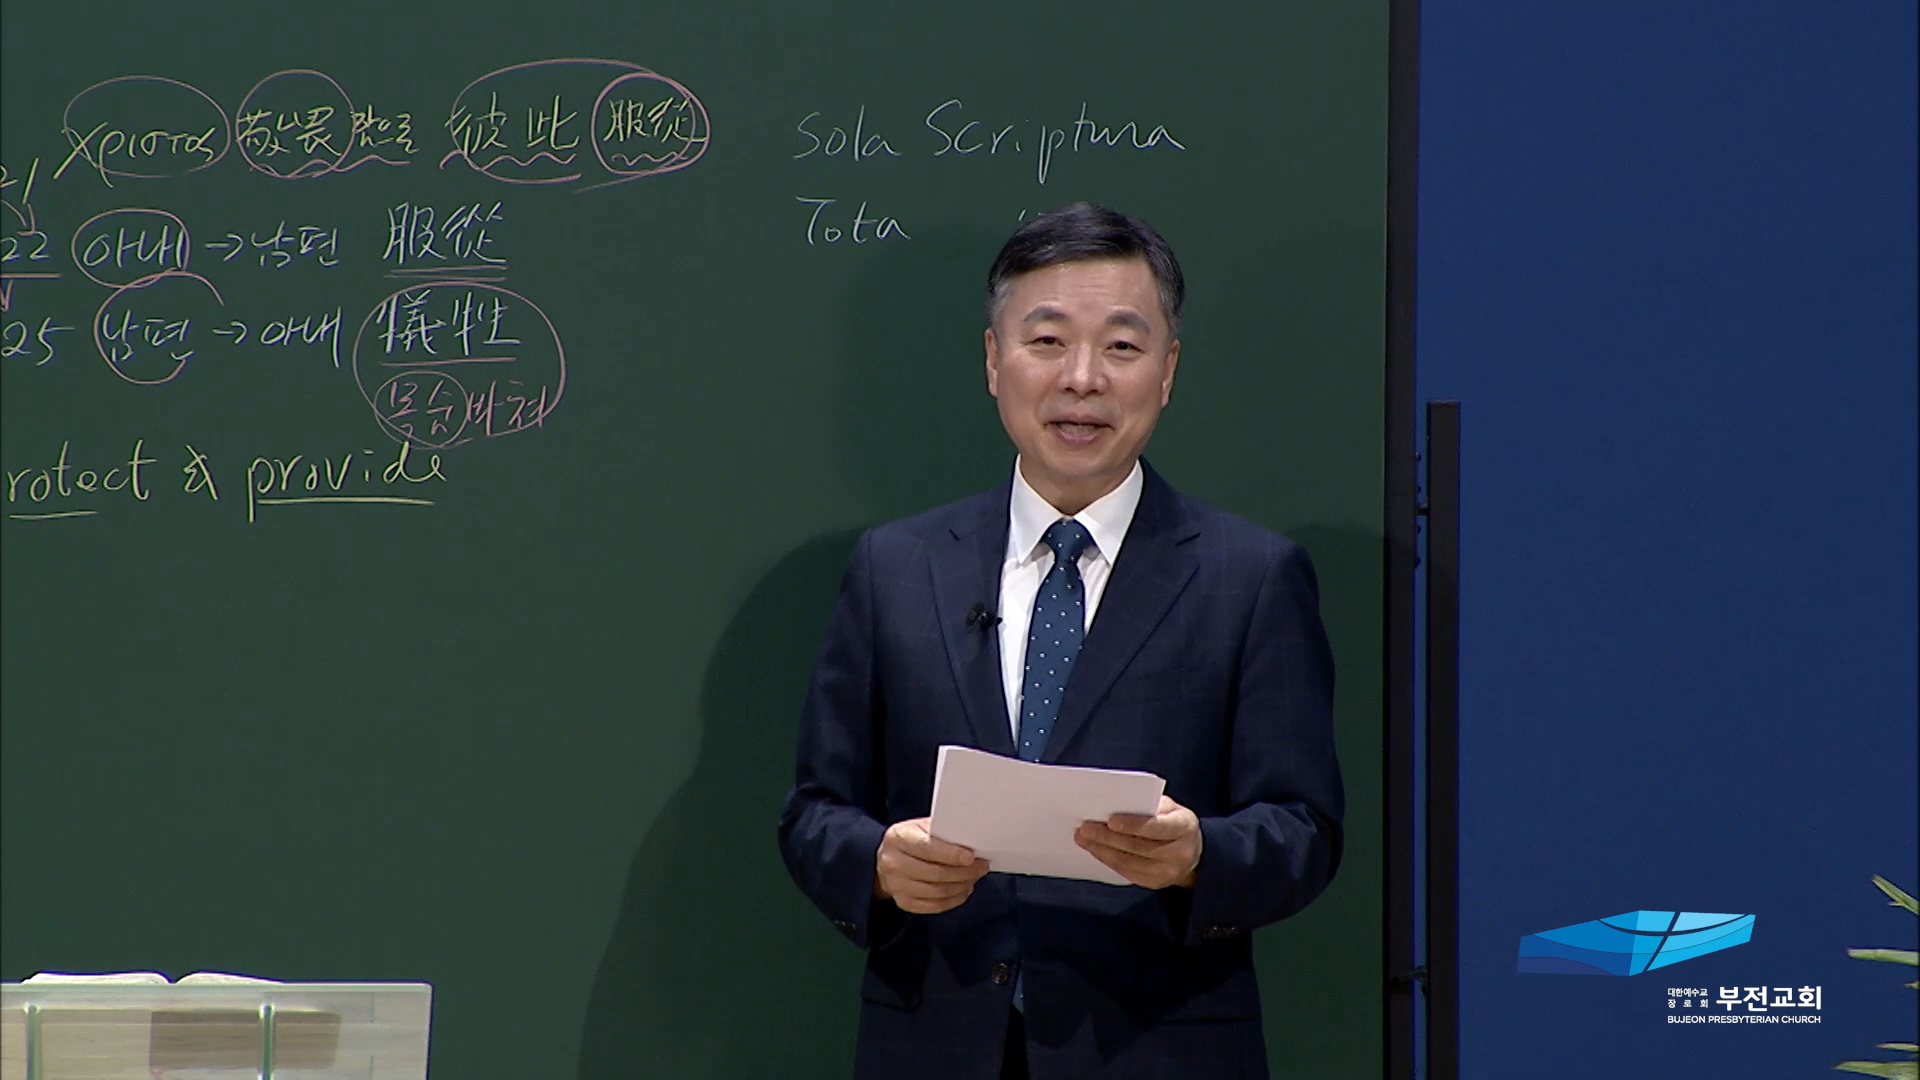 Χριστος 敬畏함으로 彼此 服從
21
22 아내 → 남편 服從
25 남편 → 아내 犧牲
목숨 바쳐
rotect & provide
Sola Scriptura
Tota
대한예수교
장로회
부전교회
BUJEON PRESBYTERIAN CHURCH